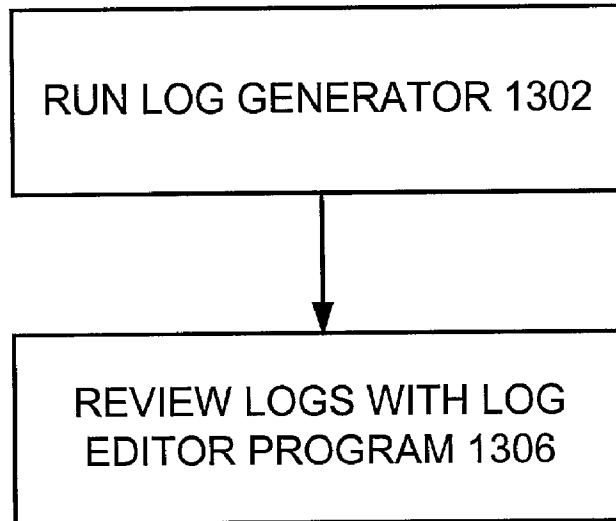 RUN LOG GENERATOR 1302
REVIEW LOGS WITH LOG
EDITOR PROGRAM 1306